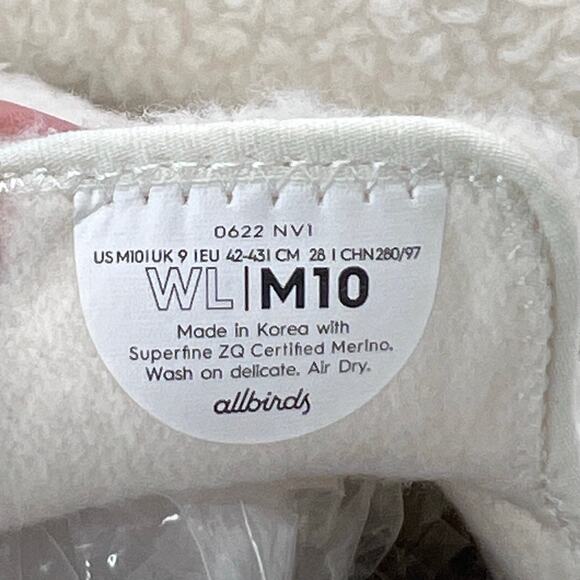 0622 NV1
US M10 | UK 9 | EU 42-43 | CM 28 | CHN 280/97
WL | M10
Made in Korea with
Superfine ZQ Certified Merino.
Wash on delicate. Air Dry.
allbirds